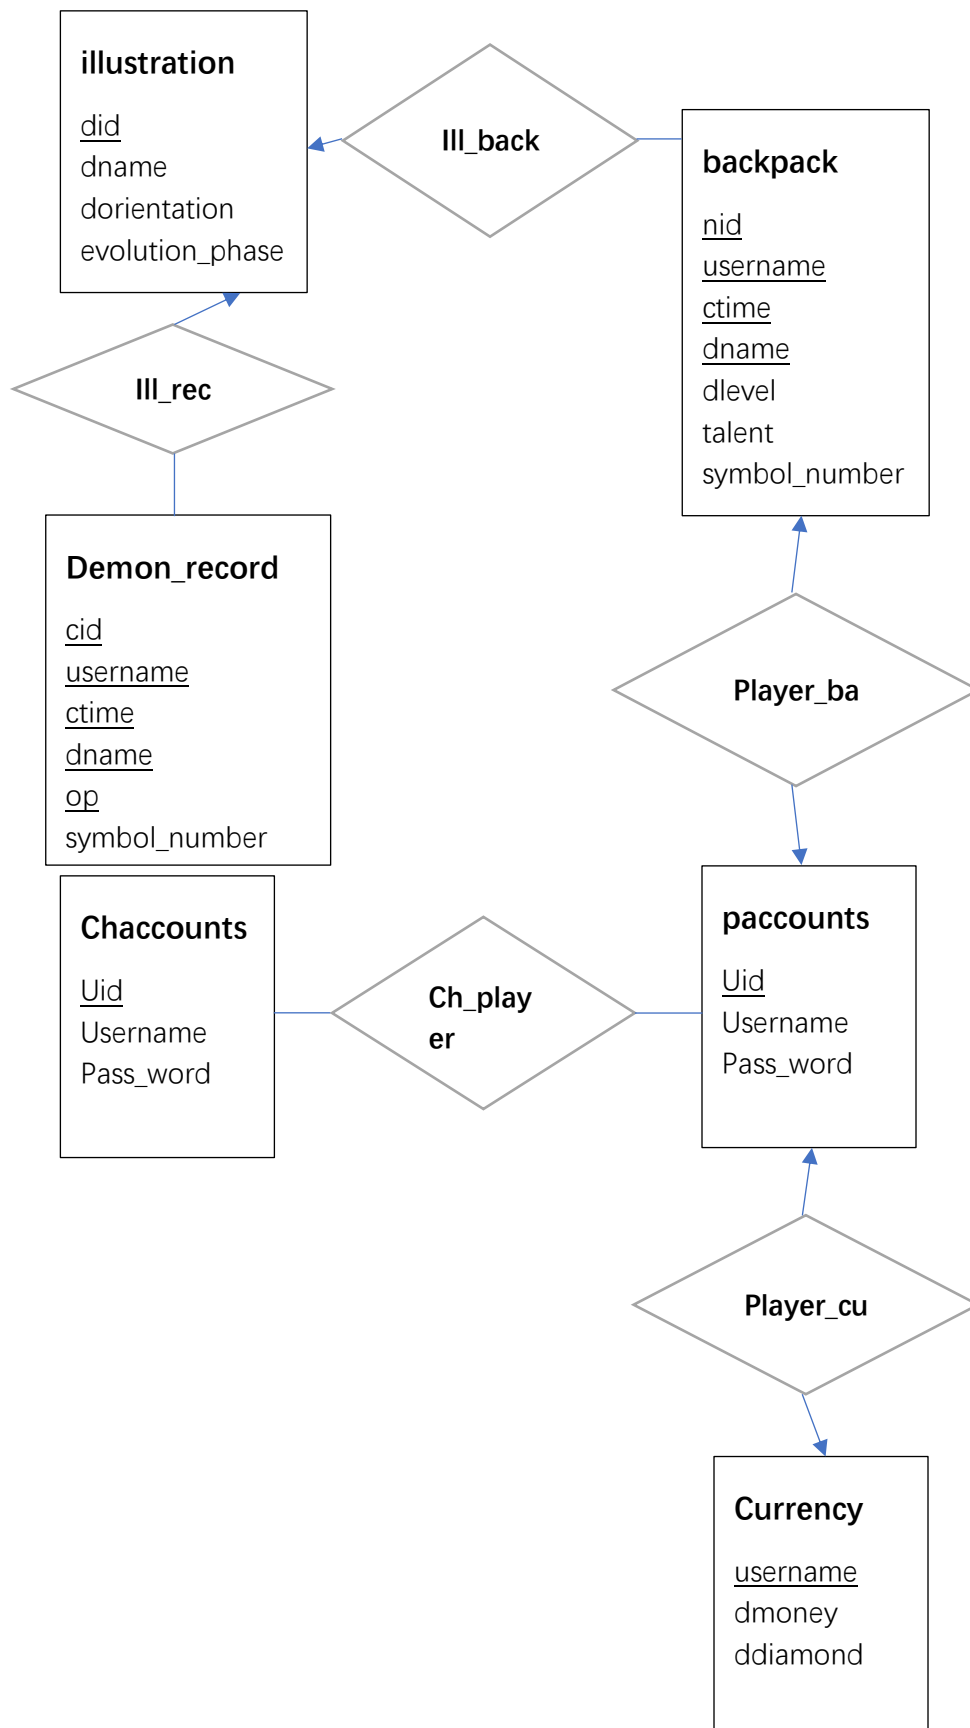 illustration
did
dname
dorientation
evolution_phase
Ill_back
backpack
nid
username
ctime
dname
dlevel
talent
symbol_number
Ill_rec
Demon_record
cid
username
ctime
dname
op
symbol_number
Player_ba
Chaccounts
Uid
Username
Pass_word
Ch_play
er
paccounts
Uid
Username
Pass_word
Player_cu
Currency
username
dmoney
ddiamond